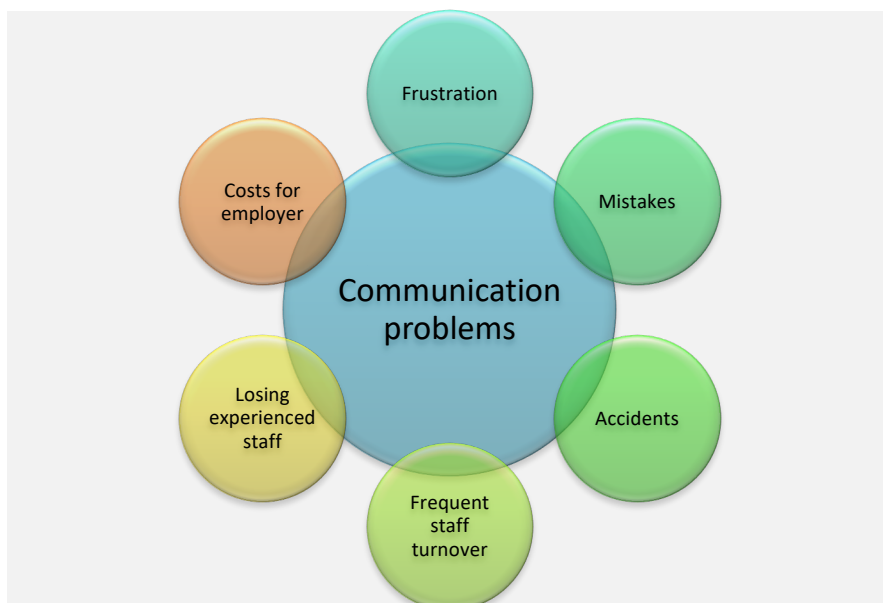 Frustration
Mistakes
Accidents
Frequent
staff
turnover
Losing
experienced
staff
Costs for
employer
Communication
problems